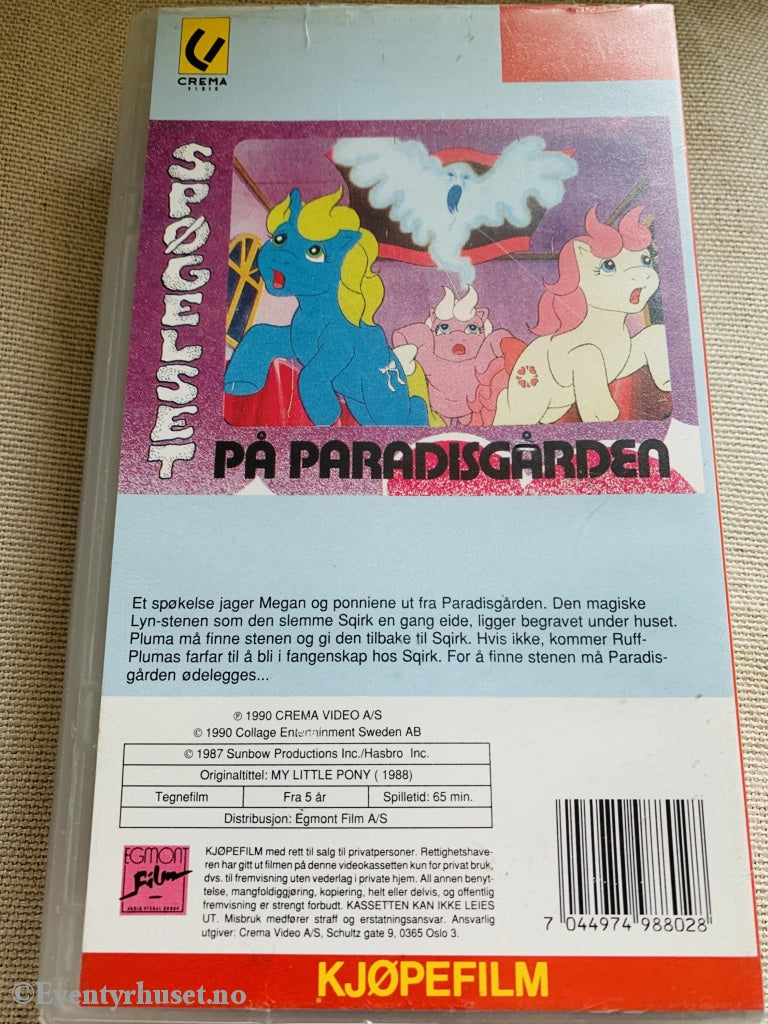 CREMA
VIDEO
SPØGELSET
PÅ PARADISGÅRDEN
Et spøkelse jager Megan og ponniene ut fra Paradisgården. Den magiske
Lyn-stenen som den slemme Sqirk en gang eide, ligger begravet under huset.
Pluma må finne stenen og gi den tilbake til Sqirk. Hvis ikke, kommer Ruff-
Plumas farfar til å bli i fangenskap hos Sqirk. For å finne stenen må Paradis-
gården ødelegges...
℗ 1990 CREMA VIDEO A/S
© 1990 Collage Entertainment Sweden AB
© 1987 Sunbow Productions Inc./Hasbro Inc.
Originaltittel: MY LITTLE PONY ( 1988)
Tegnefilm Fra 5 år Spilletid: 65 min.
Distribusjon: Egmont Film A/S
EGMONT
Film
AUDIO VISUAL GROUP
KJØPEFILM med rett til salg til privatpersoner. Rettighetshave-
ren har gitt ut filmen på denne videokassetten kun for privat bruk,
dvs. til fremvisning uten vederlag i private hjem. All annen benyt-
telse, mangfoldiggjøring, kopiering, helt eller delvis, og offentlig
fremvisning er strengt forbudt. KASSETTEN KAN IKKE LEIES
UT. Misbruk medfører straff og erstatningsansvar. Ansvarlig
utgiver: Crema Video A/S, Schultz gate 9, 0365 Oslo 3.
7 044974 988028
KJØPEFILM
©Eventyrhuset.no